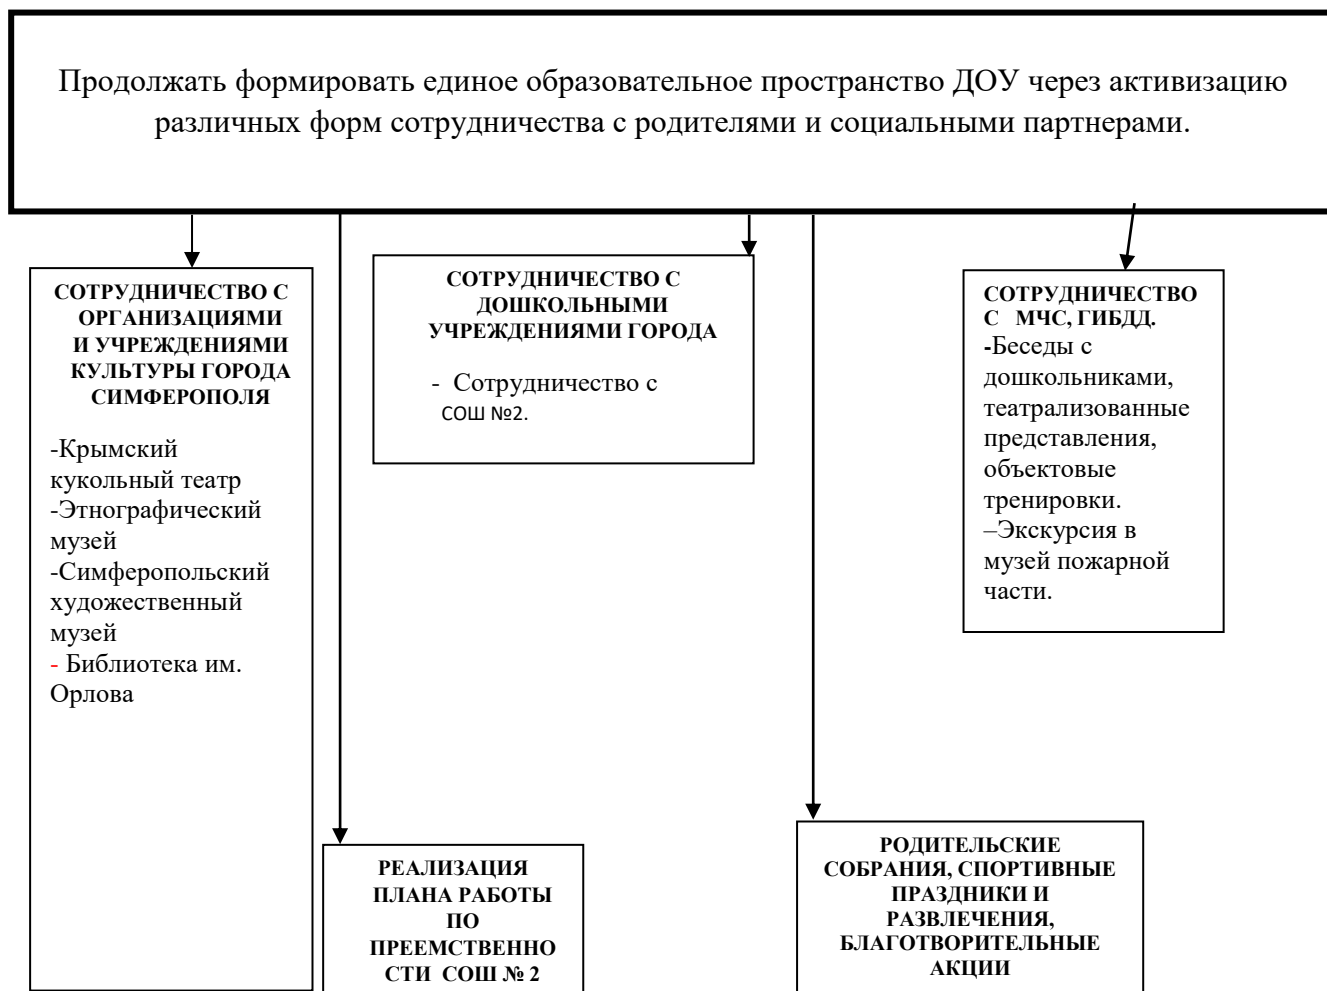 Продолжать формировать единое образовательное пространство ДОУ через активизацию
различных форм сотрудничества с родителями и социальными партнерами.
СОТРУДНИЧЕСТВО С
ОРГАНИЗАЦИЯМИ
И УЧРЕЖДЕНИЯМИ
КУЛЬТУРЫ ГОРОДА
СИМФЕРОПОЛЯ
-Крымский
кукольный театр
-Этнографический
музей
-Симферопольский
художественный
музей
- Библиотека им.
Орлова
СОТРУДНИЧЕСТВО С
ДОШКОЛЬНЫМИ
УЧРЕЖДЕНИЯМИ ГОРОДА
- Сотрудничество с
СОШ №2.
СОТРУДНИЧЕСТВО
С МЧС, ГИБДД.
-Беседы с
дошкольниками,
театрализованные
представления,
объектовые
тренировки.
–Экскурсия в
музей пожарной
части.
РЕАЛИЗАЦИЯ
ПЛАНА РАБОТЫ
ПО
ПРЕЕМСТВЕННО
СТИ СОШ № 2
РОДИТЕЛЬСКИЕ
СОБРАНИЯ, СПОРТИВНЫЕ
ПРАЗДНИКИ И
РАЗВЛЕЧЕНИЯ,
БЛАГОТВОРИТЕЛЬНЫЕ
АКЦИИ